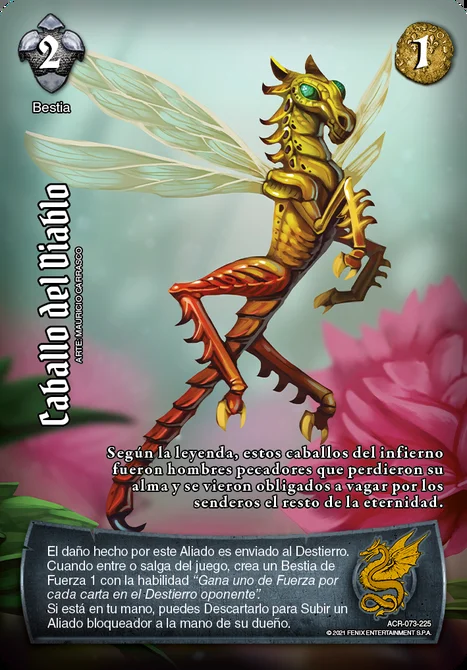 2
1
Bestia
Caballo del Diablo
ARTE: MAURICIO CARRASCO
Según la leyenda, estos caballos del infierno
fueron hombres pecadores que perdieron su
alma y se vieron obligados a vagar por los
senderos el resto de la eternidad.
El daño hecho por este Aliado es enviado al Destierro.
Cuando entre o salga del juego, crea un Bestia de
Fuerza 1 con la habilidad “Gana uno de Fuerza por
cada carta en el Destierro oponente”.
Si está en tu mano, puedes Descartarlo para Subir un
Aliado bloqueador a la mano de su dueño.
ACR-073-225
© 2021 FENIX ENTERTAINMENT S.P.A.